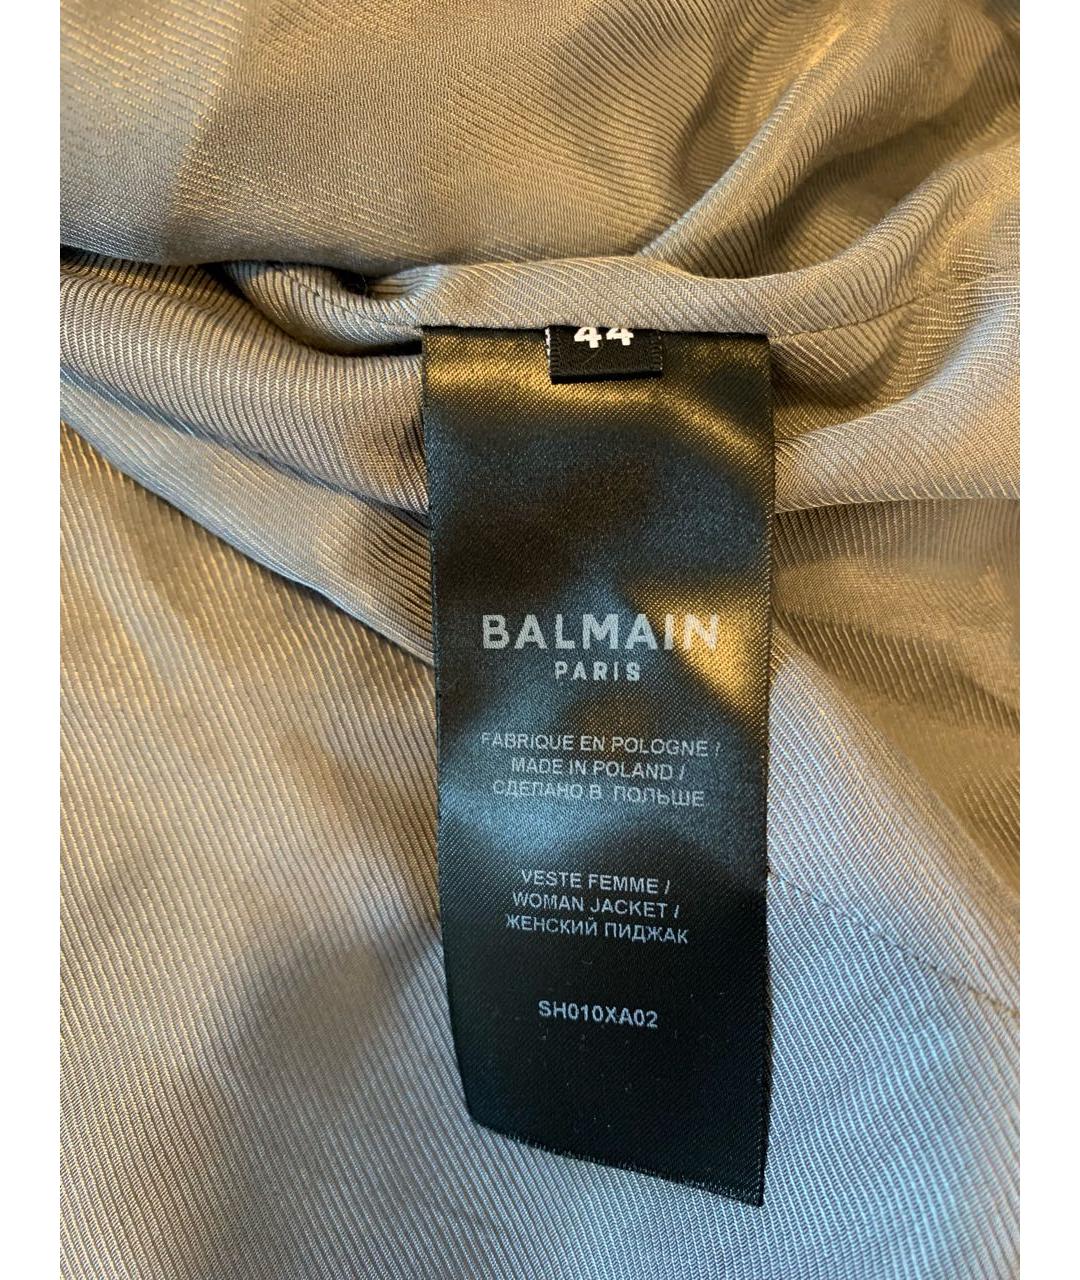 44
BALMAIN
PARIS
FABRIQUE EN POLOGNE /
MADE IN POLAND /
СДЕЛАНО В ПОЛЬШЕ
VESTE FEMME /
WOMAN JACKET /
ЖЕНСКИЙ ПИДЖАК
SH010XA02